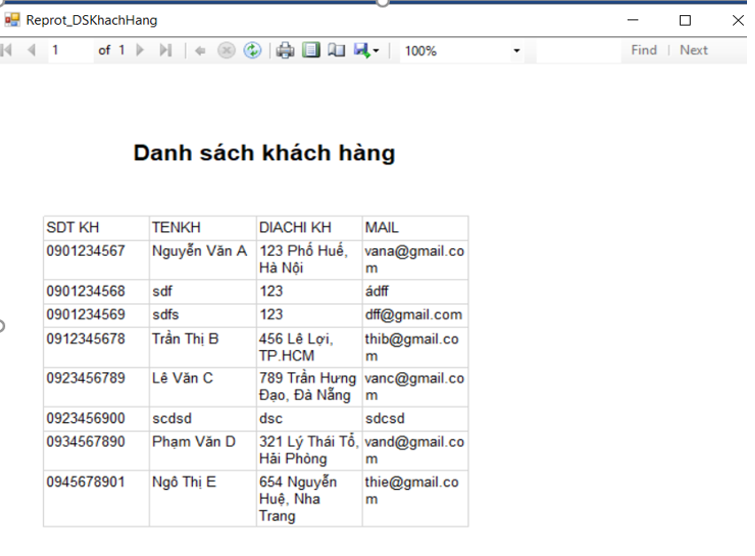 Reprot_DSKhachHang
1 of 1 100% Find Next
Danh sách khách hàng
SDT KH TENKH DIACHI KH MAIL
0901234567 Nguyễn Văn A 123 Phố Huế, vana@gmail.co
Hà Nội m
0901234568 sdf 123 ádff
0901234569 sdfs 123 dff@gmail.com
0912345678 Trần Thị B 456 Lê Lợi, thib@gmail.co
TP.HCM m
0923456789 Lê Văn C 789 Trần Hưng vanc@gmail.co
Đạo, Đà Nẵng m
0923456900 scdsd dsc sdcsd
0934567890 Phạm Văn D 321 Lý Thái Tổ, vand@gmail.co
Hải Phòng m
0945678901 Ngô Thị E 654 Nguyễn thie@gmail.co
Huệ, Nha m
Trang